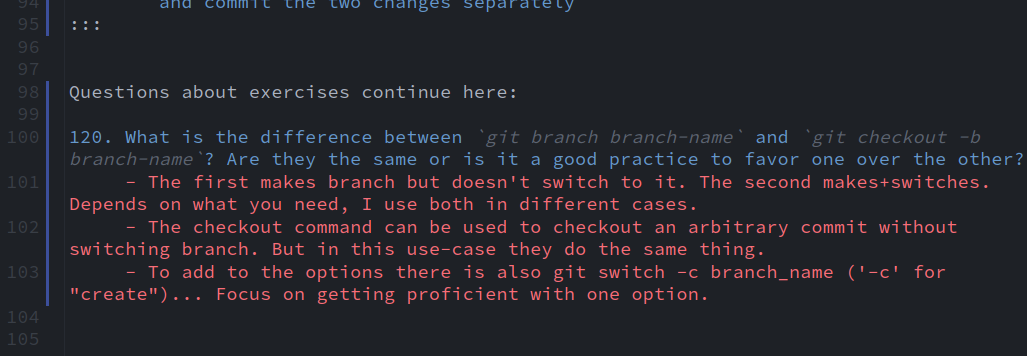 94 and commit the two changes separately
95 :::
96
97
98 Questions about exercises continue here:
99
100 120. What is the difference between `git branch branch-name` and `git checkout -b
branch-name`? Are they the same or is it a good practice to favor one over the other?
101 - The first makes branch but doesn't switch to it. The second makes+switches.
Depends on what you need, I use both in different cases.
102 - The checkout command can be used to checkout an arbitrary commit without
switching branch. But in this use-case they do the same thing.
103 - To add to the options there is also git switch -c branch_name ('-c' for
"create")... Focus on getting proficient with one option.
104
105